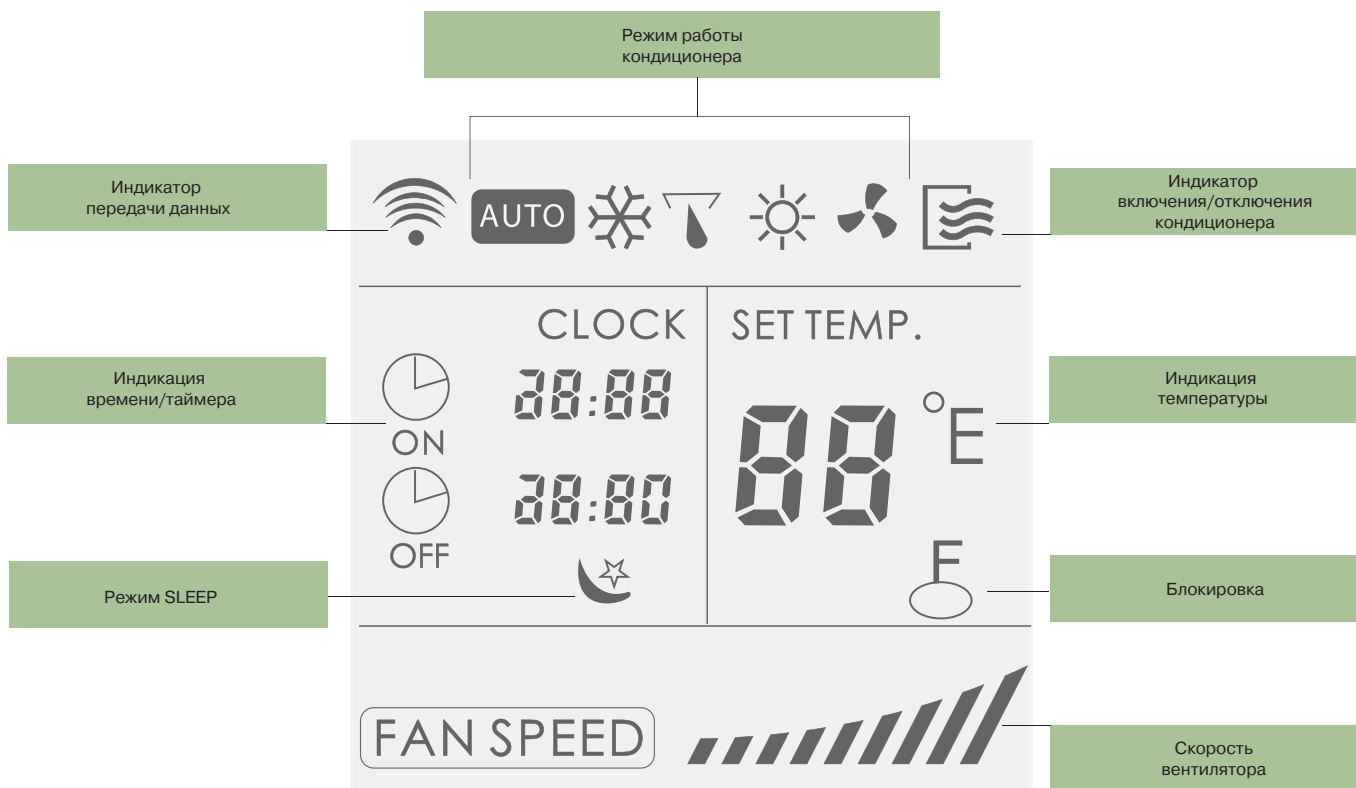 Режим работы
кондиционера
Индикатор
передачи данных
AUTO
Индикатор
включения/отключения
кондиционера
CLOCK
SET TEMP.
Индикация
времени/таймера
88:88
ON
88
°E
Индикация
температуры
88:80
OFF
Режим SLEEP
F
Блокировка
FAN SPEED
Скорость
вентилятора